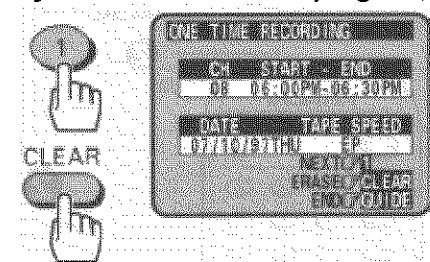 1
CLEAR
ONE TIME RECORDING
CH START - END
08 06:00PM-06:30PM
DATE TAPE SPEED
07/10/97THU EP
NEXT: 1
ERASE: CLEAR
END: GUIDE